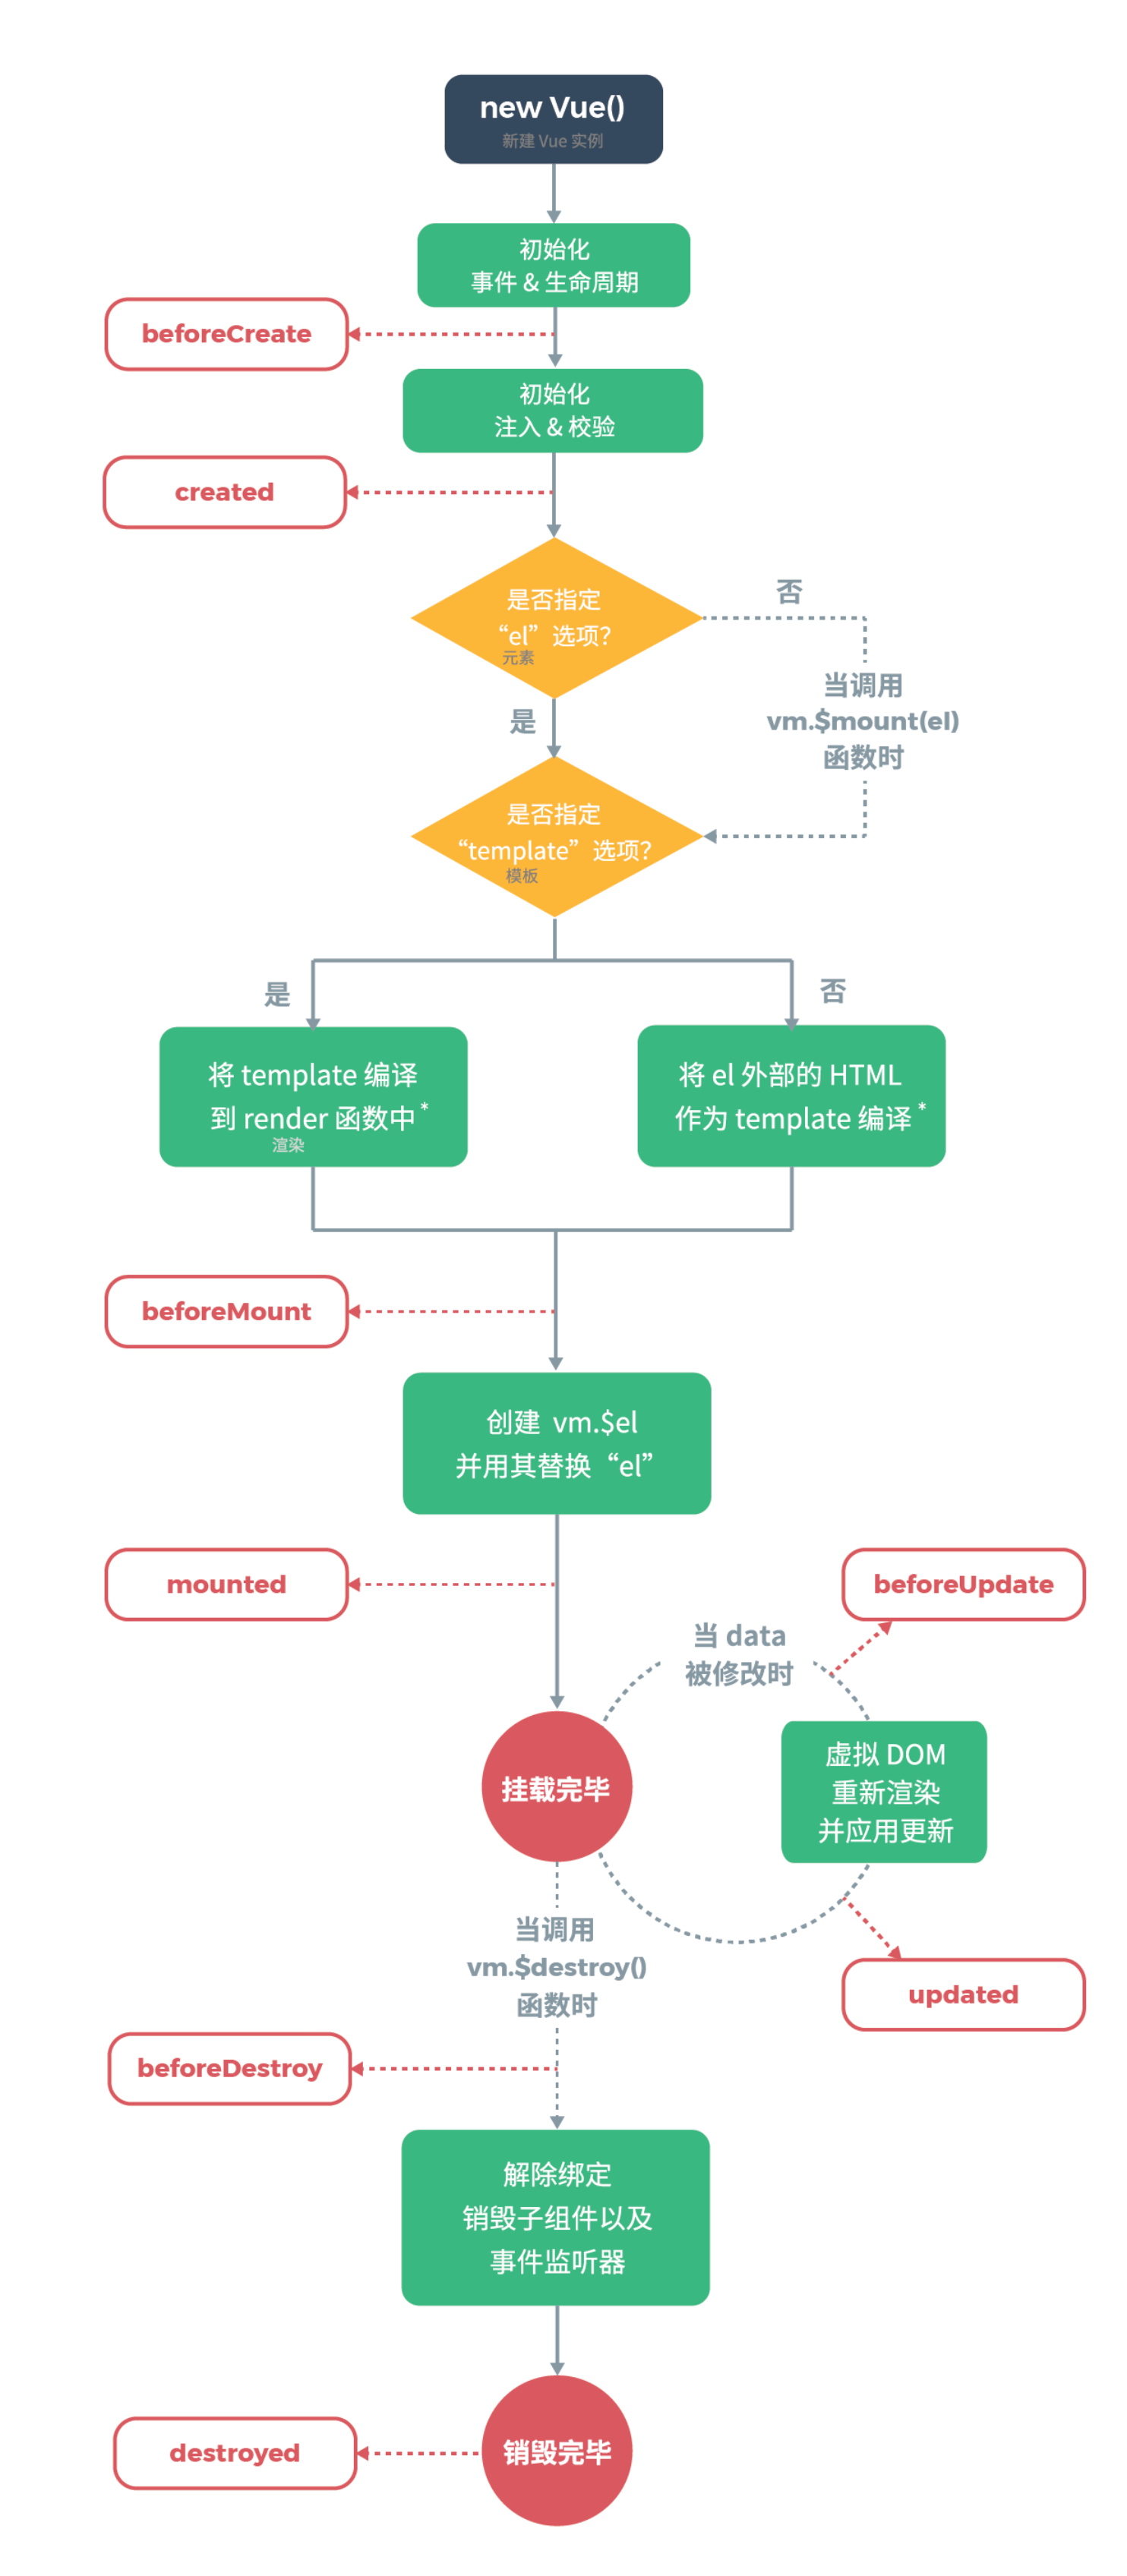 new Vue()
新建 Vue 实例
初始化
事件 & 生命周期
beforeCreate
初始化
注入 & 校验
created
是否指定
“el” 选项?
元素
否
当调用
vm.$mount(el)
函数时
是
是否指定
“template” 选项?
模板
是
否
将 template 编译
到 render 函数中*
渲染
将 el 外部的 HTML
作为 template 编译*
beforeMount
创建 vm.$el
并用其替换 “el”
mounted
beforeUpdate
当 data
被修改时
挂载完毕
虚拟 DOM
重新渲染
并应用更新
当调用
vm.$destroy()
函数时
updated
beforeDestroy
解除绑定
销毁子组件以及
事件监听器
销毁完毕
destroyed